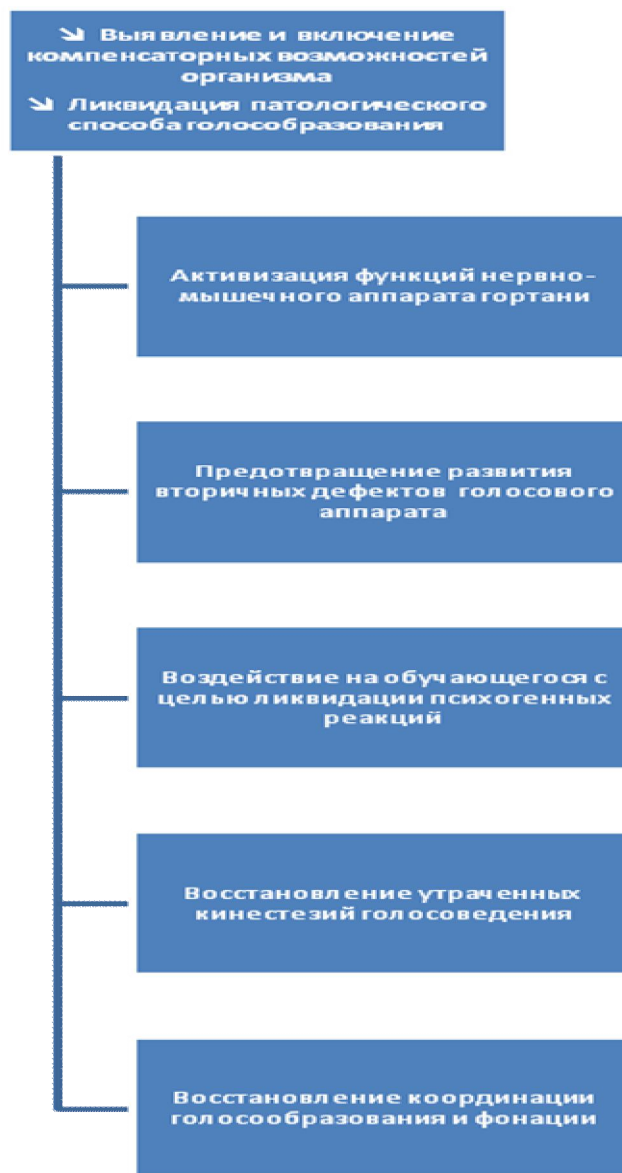 ↘ Выявление и включение
компенсаторных возможностей
организма
↘ Ликвидация патологического
способа голособразования
Активизация функций нервно-
мышечного аппарата гортани
Предотвращение развития
вторичных дефектов голосового
аппарата
Воздействие на обучающегося с
целью ликвидации психогенных
реакций
Восстановление утраченных
кинестезий голосоведения
Восстановление координации
голосообразования и фонации